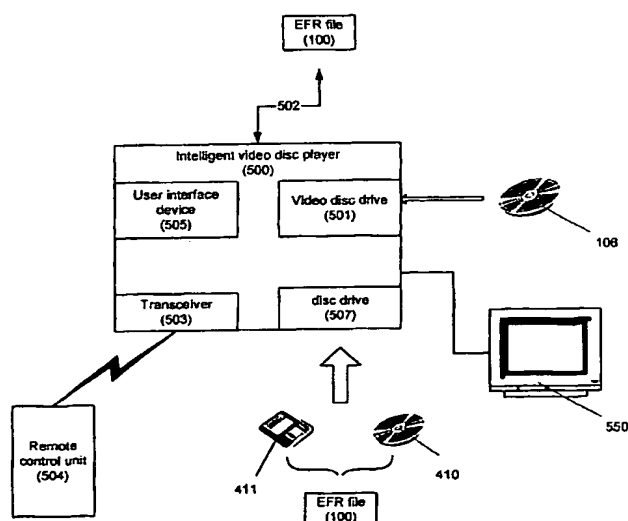 EFR file
(100)
502
Intelligent video disc player
(500)
User interface
device
(505)
Video disc drive
(501)
106
Transceiver
(503)
disc drive
(507)
550
Remote
control unit
(504)
411
410
EFR file
(100)